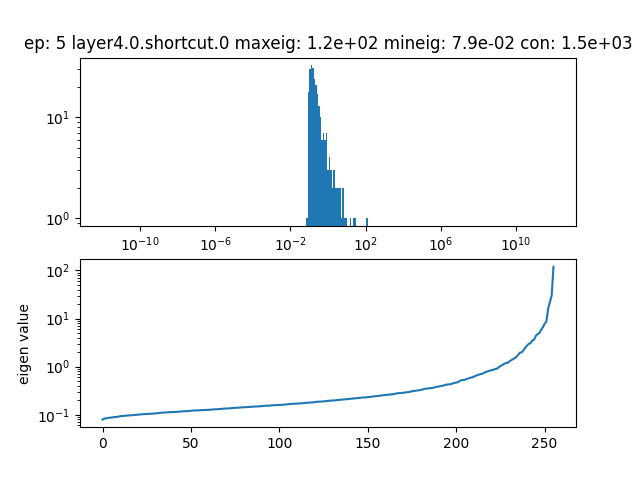 ep: 5 layer4.0.shortcut.0 maxeig: 1.2e+02 mineig: 7.9e-02 con: 1.5e+03
10¹
10⁰
10⁻¹⁰ 10⁻⁶ 10⁻² 10² 10⁶ 10¹⁰
10²
10¹
10⁰
10⁻¹
eigen value
0 50 100 150 200 250